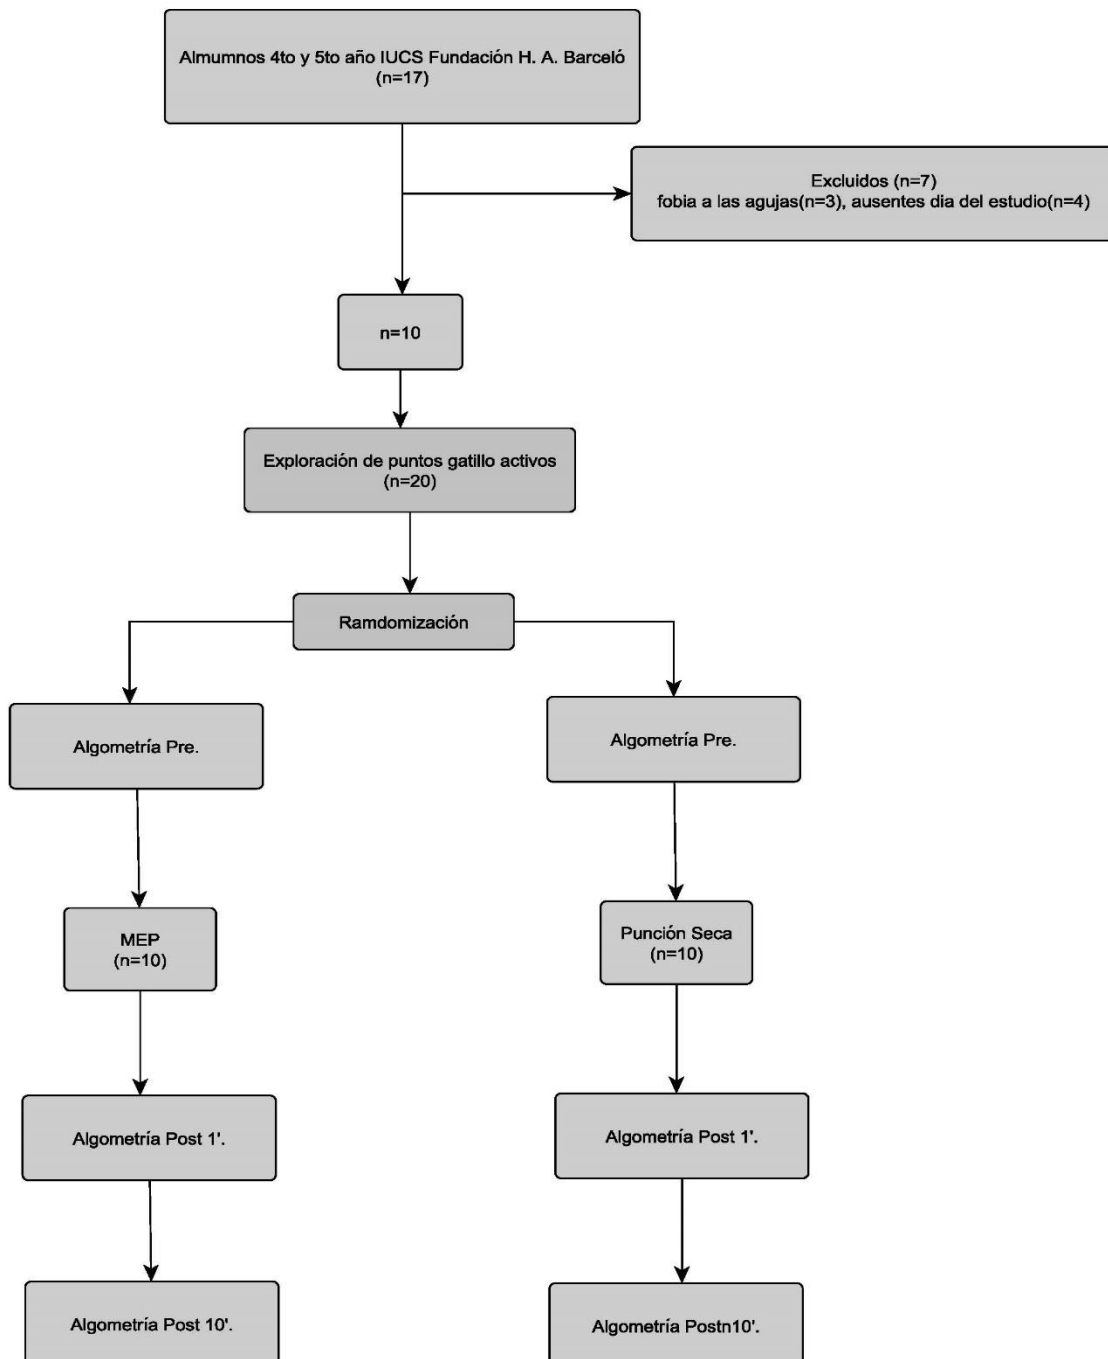 Almumnos 4to y 5to año IUCS Fundación H. A. Barceló
(n=17)
Excluidos (n=7)
fobia a las agujas(n=3), ausentes dia del estudio(n=4)
n=10
Exploración de puntos gatillo activos
(n=20)
Ramdomización
Algometría Pre.
Algometría Pre.
MEP
(n=10)
Punción Seca
(n=10)
Algometría Post 1'.
Algometría Post 1'.
Algometría Post 10'.
Algometría Postn10'.